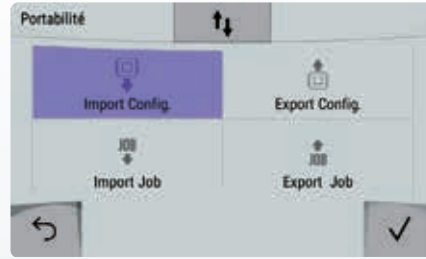 Portabilité
Import Config.
Export Config.
JOB
JOB
Import Job
Export Job